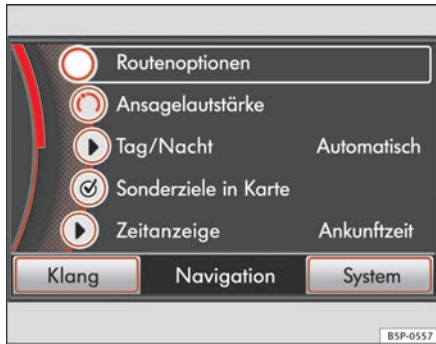 Routenoptionen
Ansagelautstärke
Tag/Nacht Automatisch
Sonderziele in Karte
Zeitanzeige Ankunftzeit
Klang Navigation System
B5P-0557